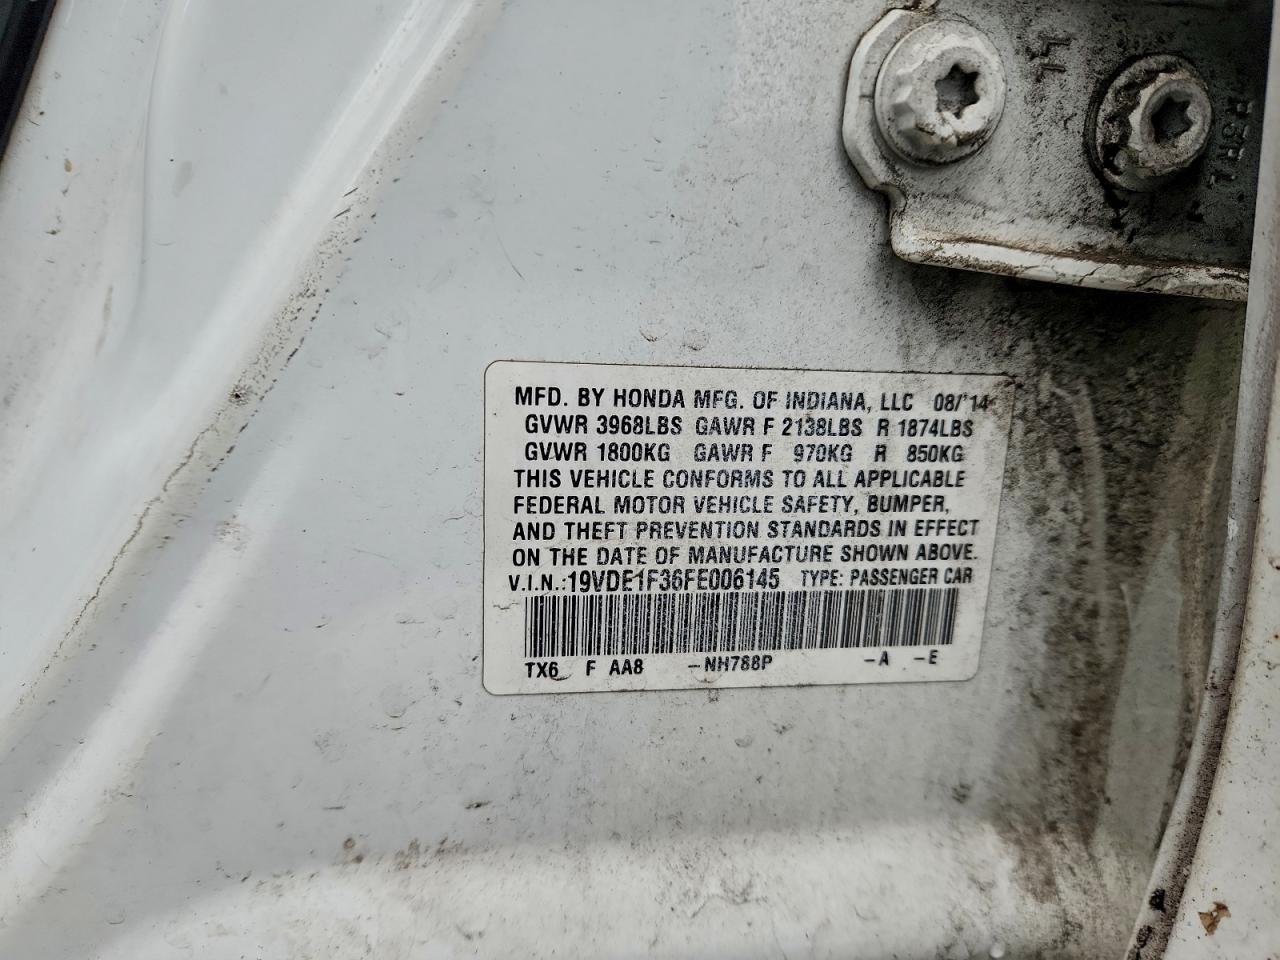 MFD. BY HONDA MFG. OF INDIANA, LLC 08/'14
GVWR 3968LBS GAWR F 2138LBS R 1874LBS
GVWR 1800KG GAWR F 970KG R 850KG
THIS VEHICLE CONFORMS TO ALL APPLICABLE
FEDERAL MOTOR VEHICLE SAFETY, BUMPER,
AND THEFT PREVENTION STANDARDS IN EFFECT
ON THE DATE OF MANUFACTURE SHOWN ABOVE.
V.I.N.:19VDE1F36FE006145 TYPE: PASSENGER CAR
TX6 F AA8 -NH788P -A -E